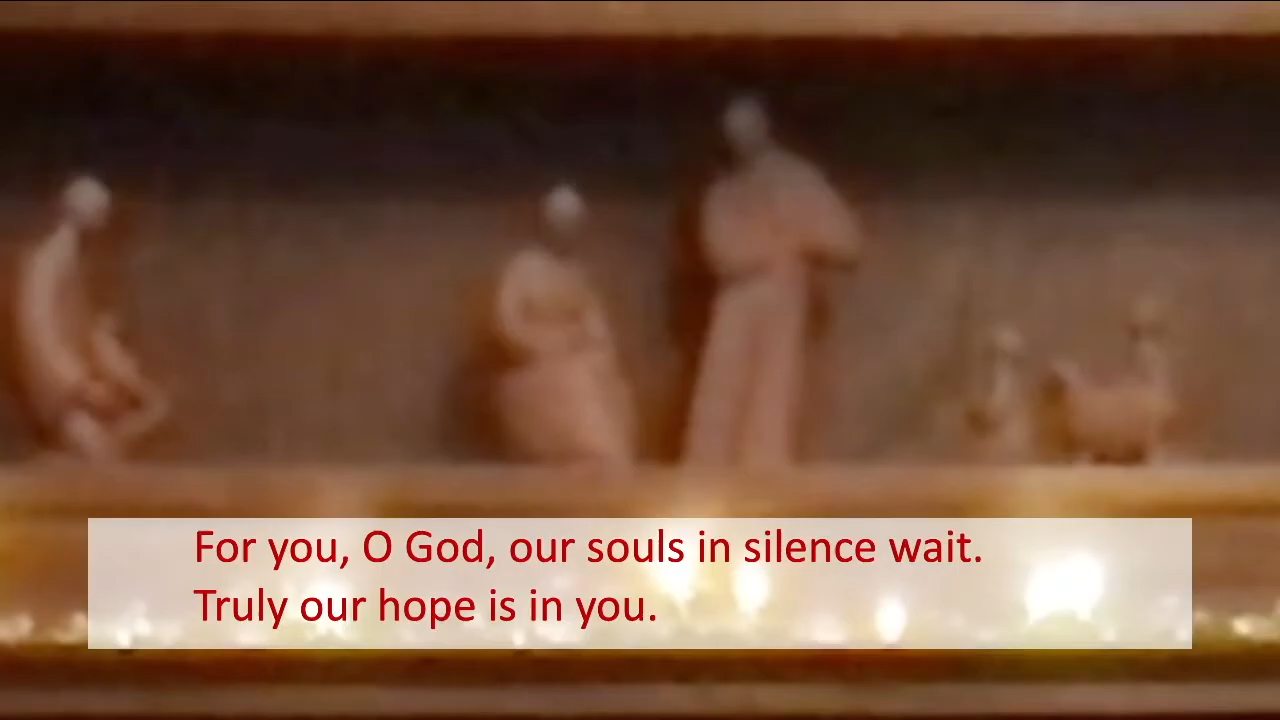 For you, O God, our souls in silence wait.
Truly our hope is in you.